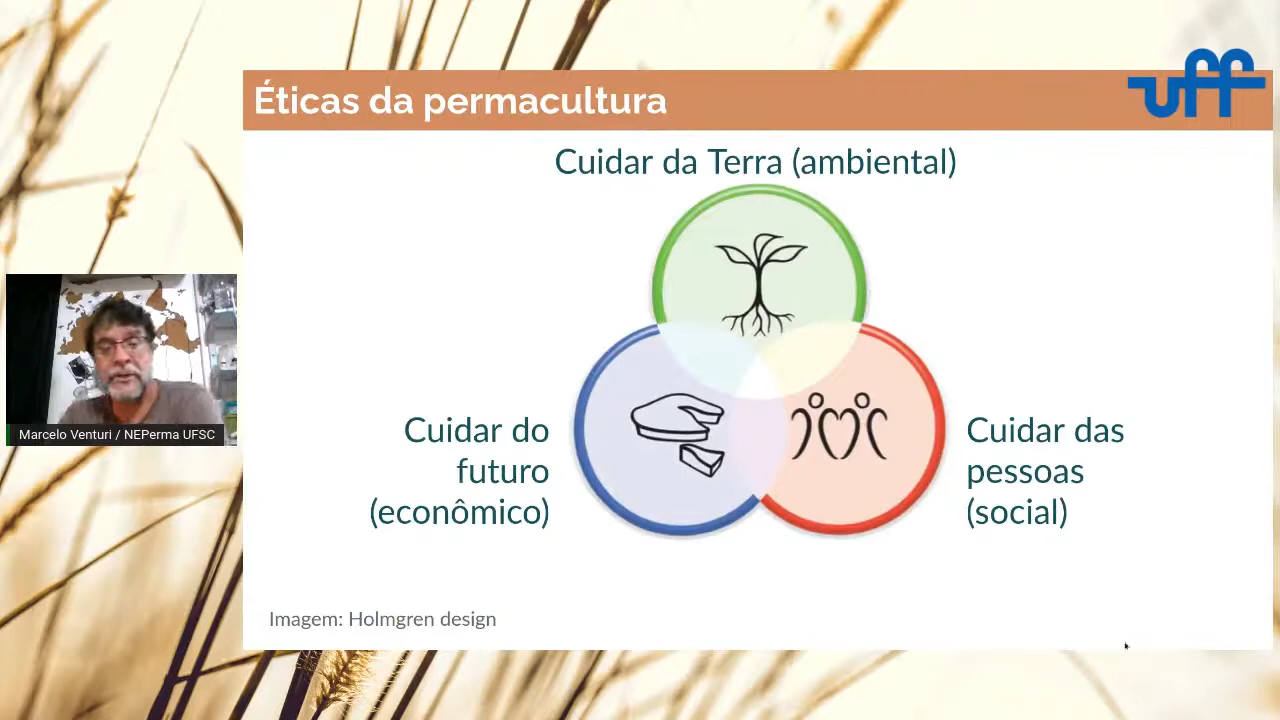 Éticas da permacultura
uff
Cuidar da Terra (ambiental)
Cuidar do
futuro
(econômico)
Cuidar das
pessoas
(social)
Marcelo Venturi / NEPerma UFSC
Imagem: Holmgren design